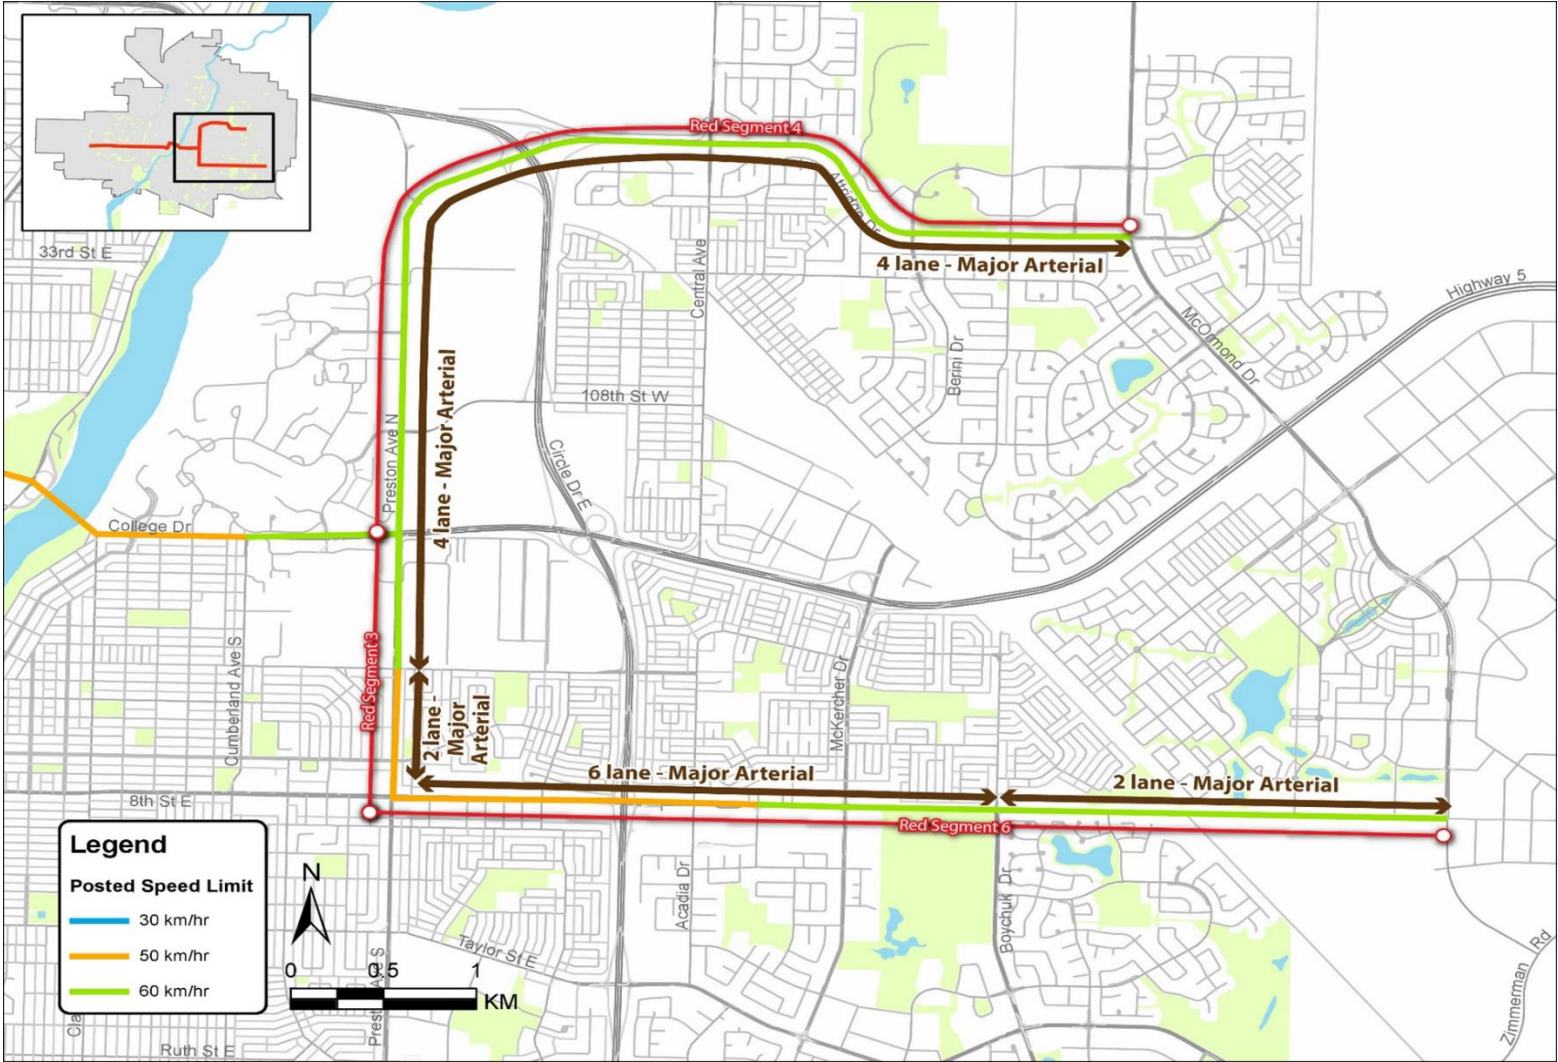 Red Segment 4
Attridge Dr
33rd St E
4 lane - Major Arterial
Highway 5
Central Ave
McOrmond Dr
Berini Dr
4 lane - Major Arterial
108th St W
Preston Ave N
Circle Dr E
College Dr
Cumberland Ave S
Red Segment 3
2 lane -
Major
Arterial
McKercher Dr
6 lane - Major Arterial
2 lane - Major Arterial
8th St E
Red Segment 6
Legend
Posted Speed Limit
30 km/hr
50 km/hr
60 km/hr
N
0 0.5 1
KM
Acadia Dr
Boychuk Dr
Taylor St E
Zimmerman Rd
Ruth St E